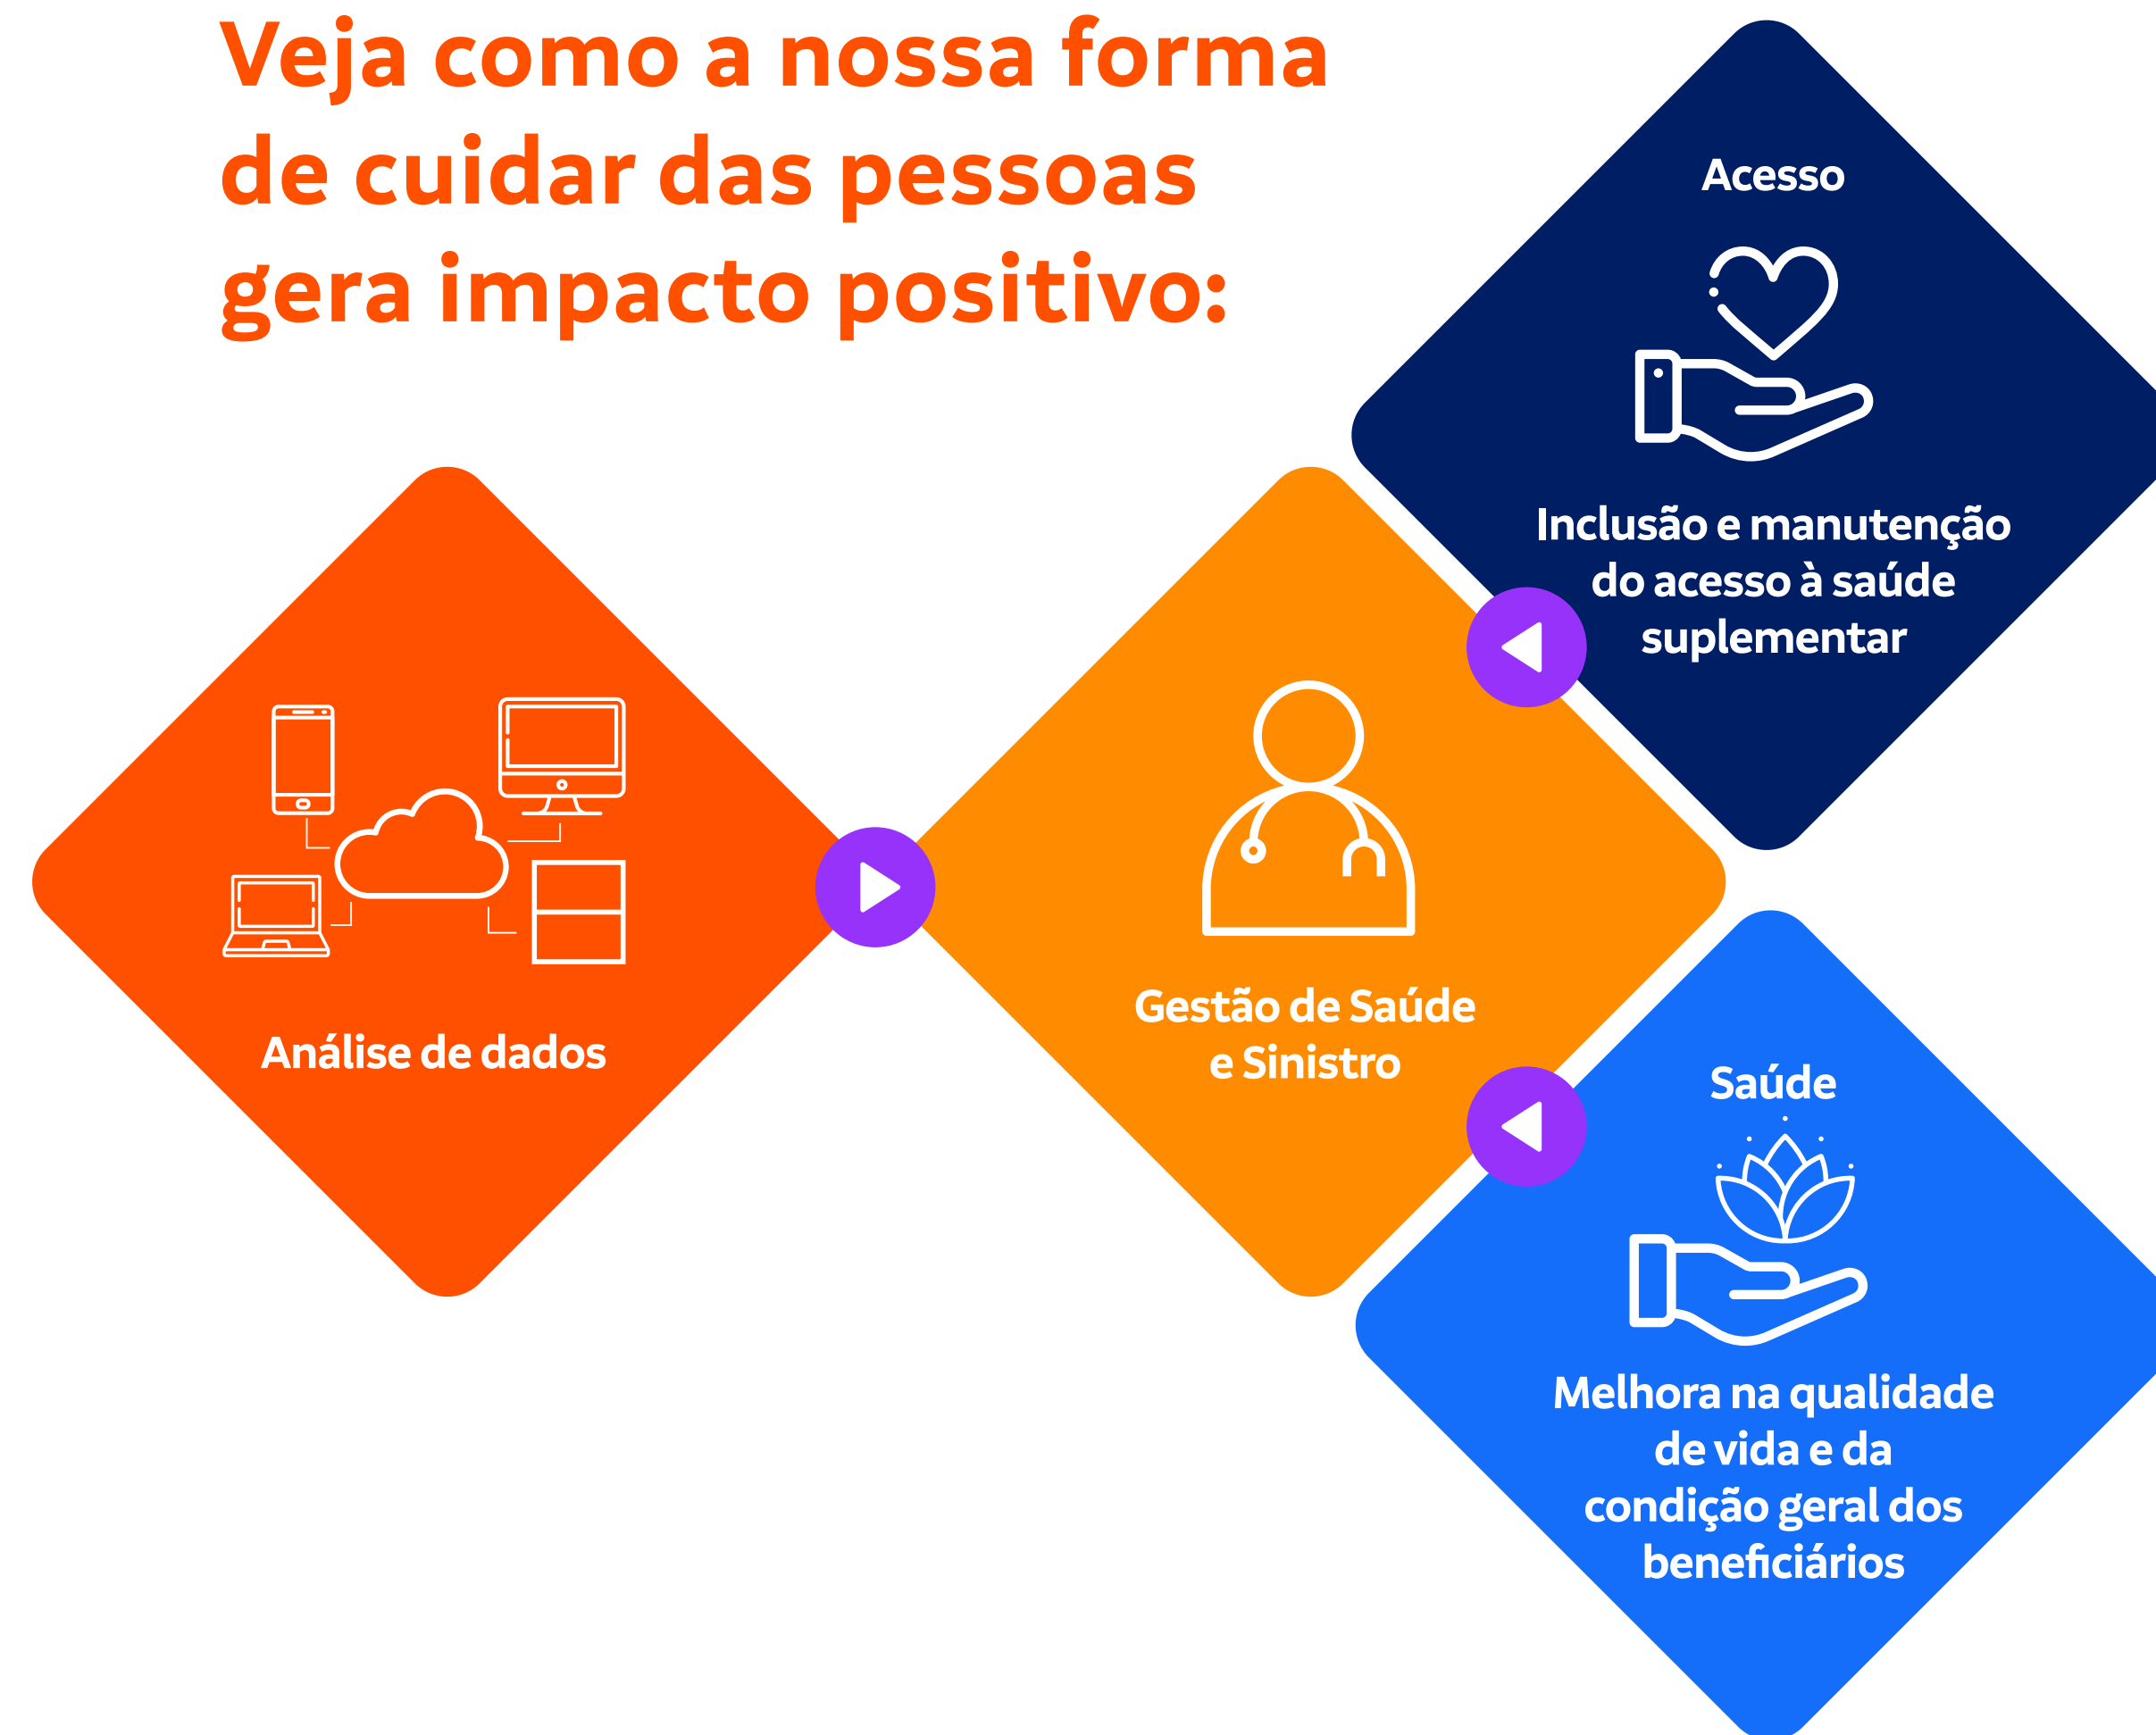 Veja como a nossa forma
de cuidar das pessoas
gera impacto positivo:
Análise de dados
Gestão de Saúde
e Sinistro
Acesso
Inclusão e manutenção
do acesso à saúde
suplementar
Saúde
Melhora na qualidade
de vida e da
condição geral dos
beneficiários